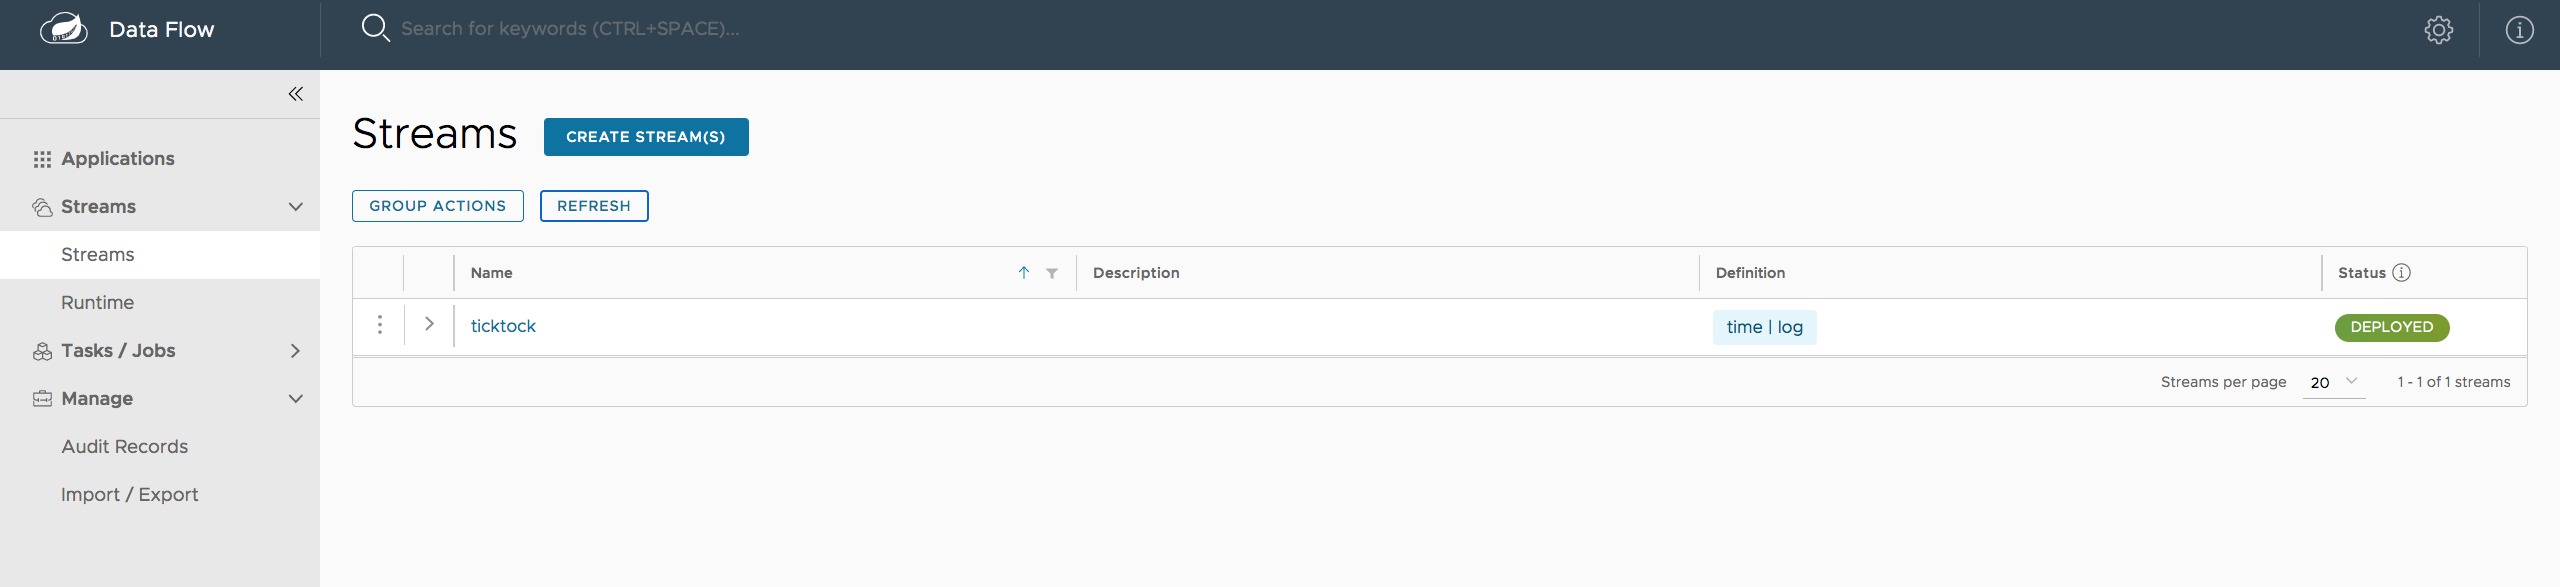 Data Flow
Search for keywords (CTRL+SPACE)...
Applications
Streams
Streams
Runtime
Tasks / Jobs
Manage
Audit Records
Import / Export
Streams
CREATE STREAM(S)
GROUP ACTIONS
REFRESH
Name
Description
Definition
Status
ticktock
time | log
DEPLOYED
Streams per page
20
1 - 1 of 1 streams